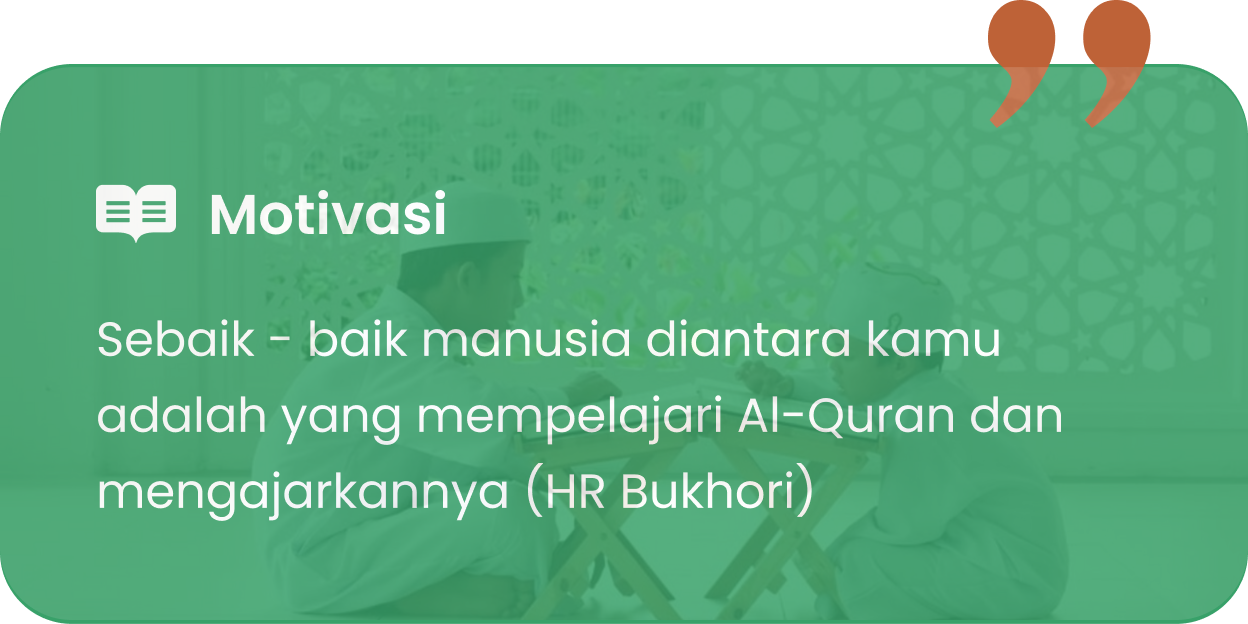 Motivasi
Sebaik - baik manusia diantara kamu
adalah yang mempelajari Al-Quran dan
mengajarkannya (HR Bukhori)